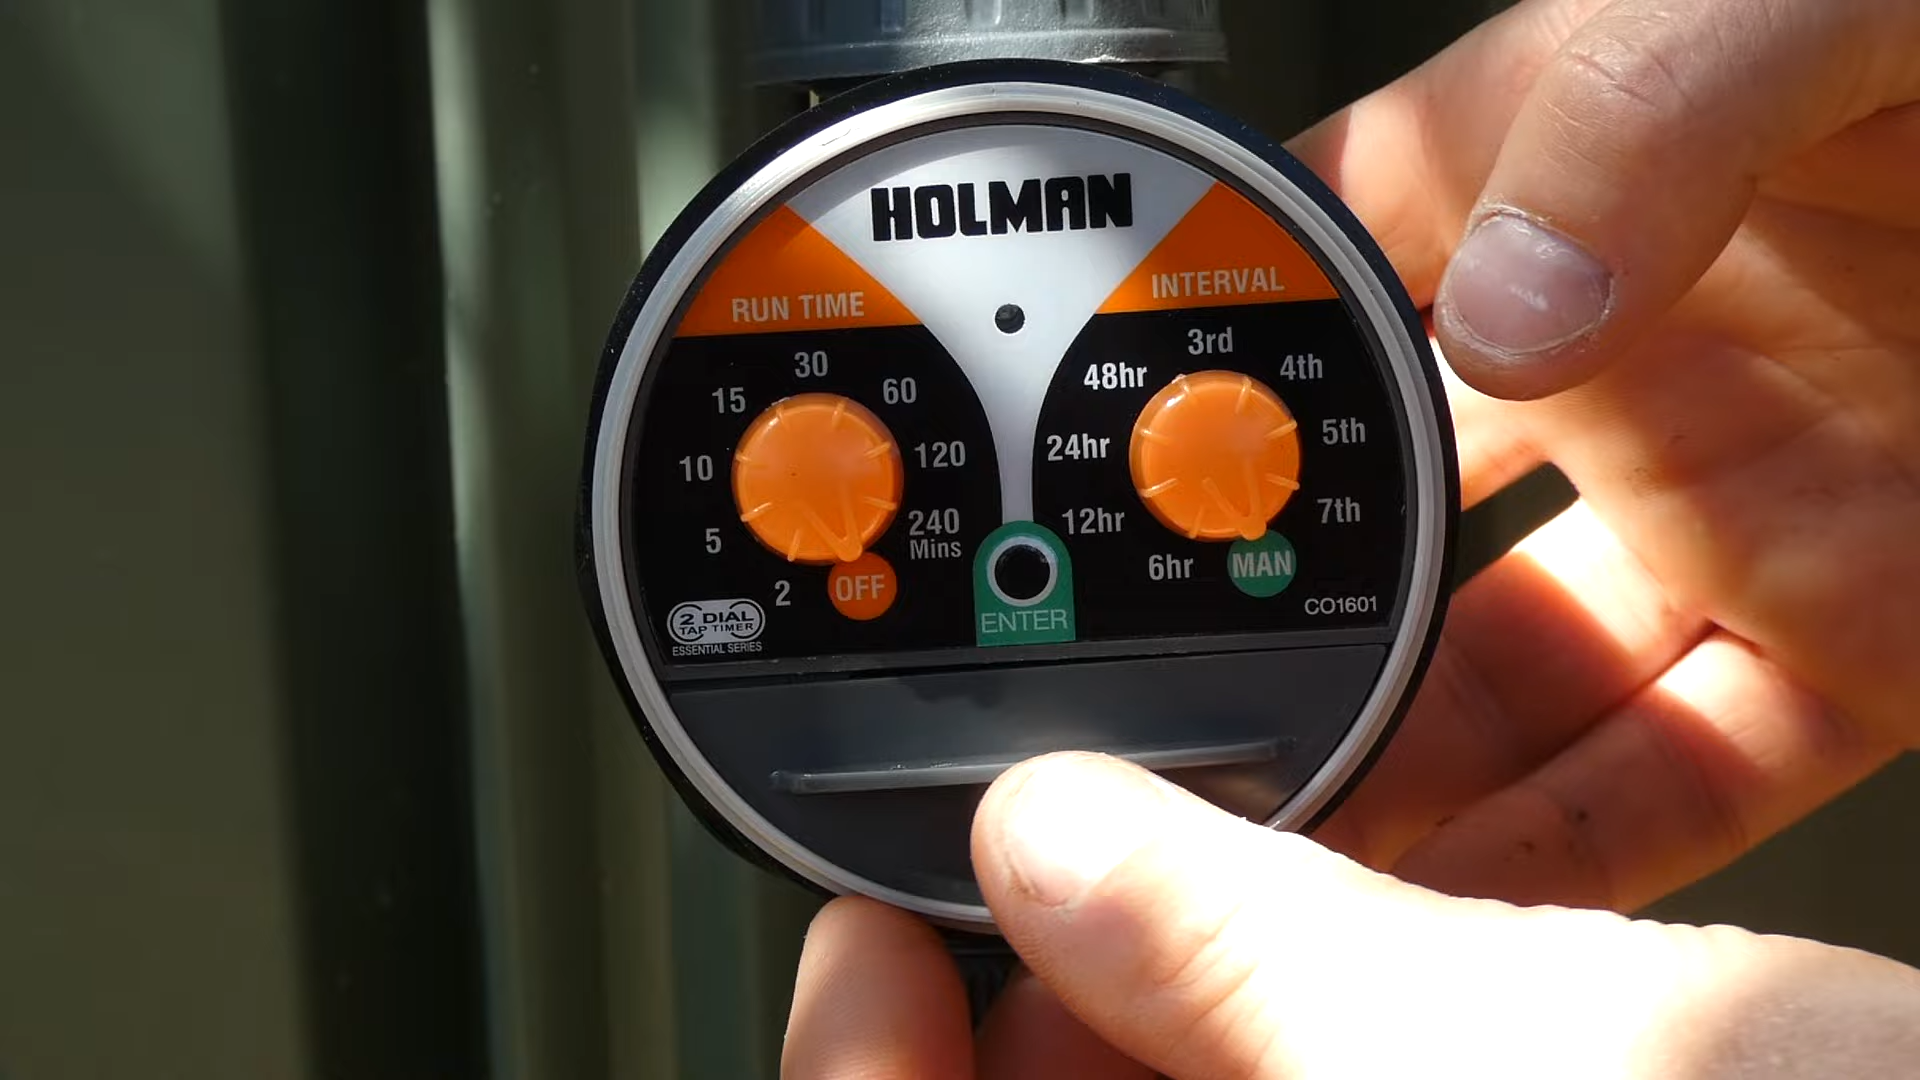 HOLMAN
RUN TIME
2
5
10
15
30
60
120
240
Mins
OFF
INTERVAL
6hr
12hr
24hr
48hr
3rd
4th
5th
7th
MAN
ENTER
2 DIAL
TAP TIMER
ESSENTIAL SERIES
CO1601